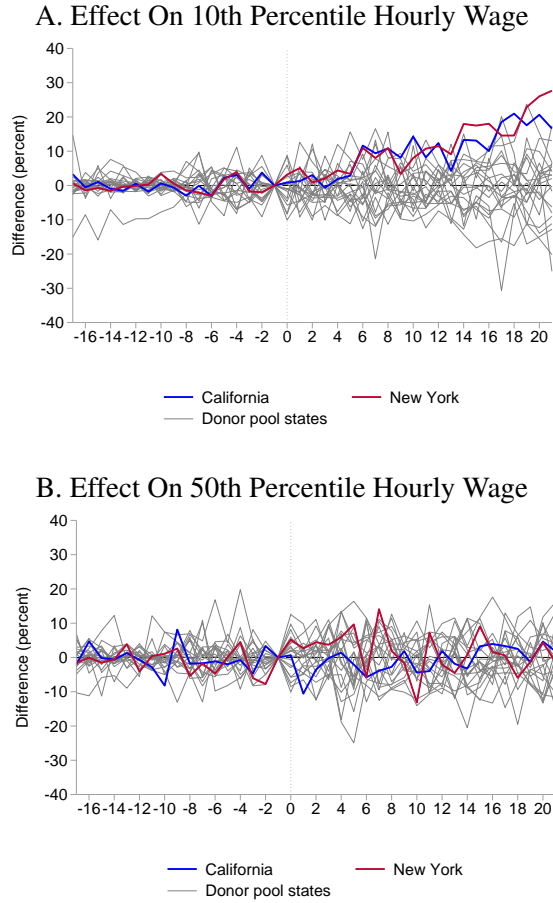 A. Effect On 10th Percentile Hourly Wage
Difference (percent)
40
30
20
10
0
-10
-20
-30
-40
-16 -14 -12 -10 -8 -6 -4 -2 0 2 4 6 8 10 12 14 16 18 20
California New York
Donor pool states
B. Effect On 50th Percentile Hourly Wage
Difference (percent)
40
30
20
10
0
-10
-20
-30
-40
-16 -14 -12 -10 -8 -6 -4 -2 0 2 4 6 8 10 12 14 16 18 20
California New York
Donor pool states